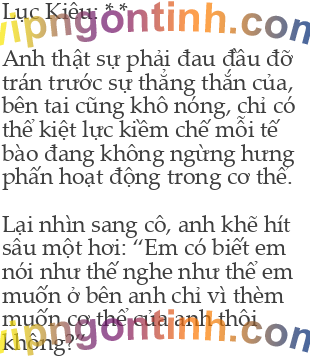 Lục Kiêu: *.*
vipngontinh.com
Anh thật sự phải đau đầu đỡ
trán trước sự thẳng thắn của,
bên tai cũng khô nóng, chỉ có
thể kiệt lực kiềm chế mỗi tế
bào đang không ngừng hưng
phấn hoạt động trong cơ thể.
Lại nhìn sang cô, anh khẽ hít
sâu một hơi: “Em có biết em
nói như thế nghe như thể em
muốn ở bên anh chỉ vì thèm
muốn cơ thể của anh thôi
vipngontinh.com
không?”